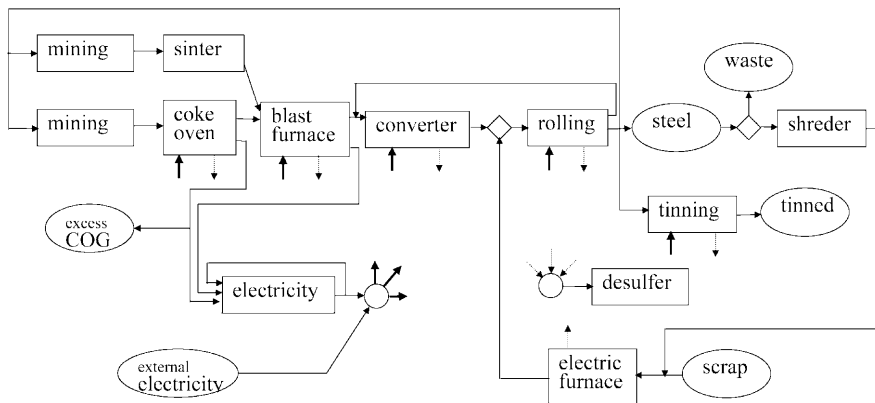 mining
sinter
waste
mining
coke
oven
blast
furnace
converter
rolling
steel
shreder
excess
COG
tinning
tinned
electricity
desulfer
external
electricity
electric
furnace
scrap